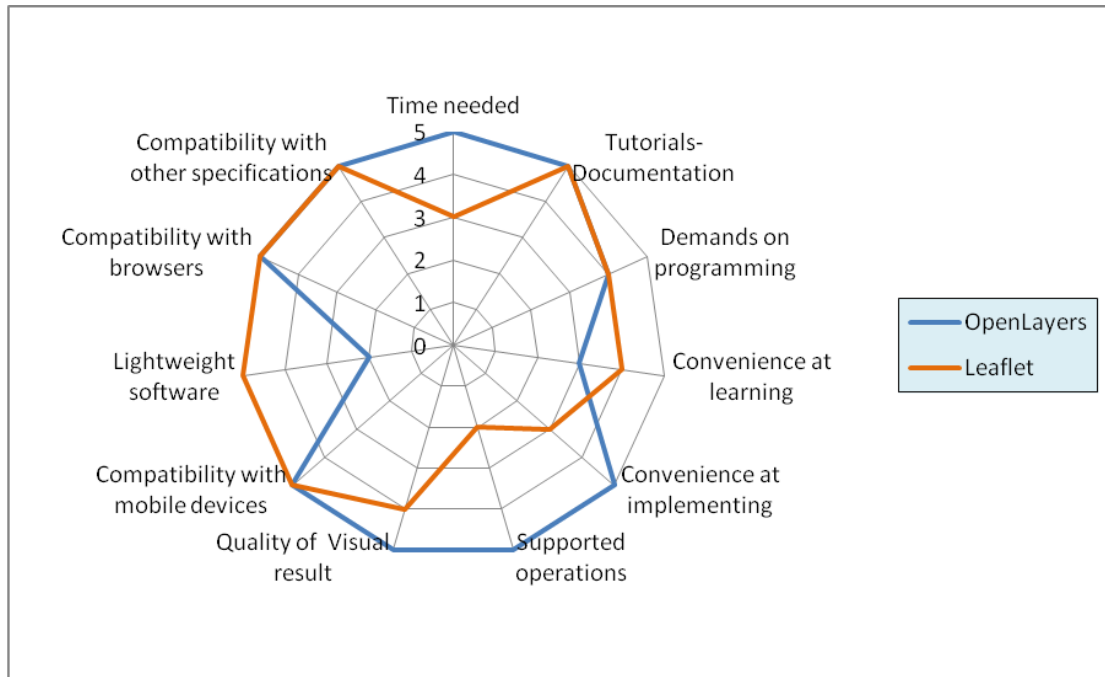 Time needed
Tutorials-
Documentation
Demands on
programming
Convenience at
learning
Convenience at
implementing
Supported
operations
Quality of Visual
result
Compatibility with
mobile devices
Lightweight
software
Compatibility with
browsers
Compatibility with
other specifications
5
4
3
2
1
0
OpenLayers
Leaflet